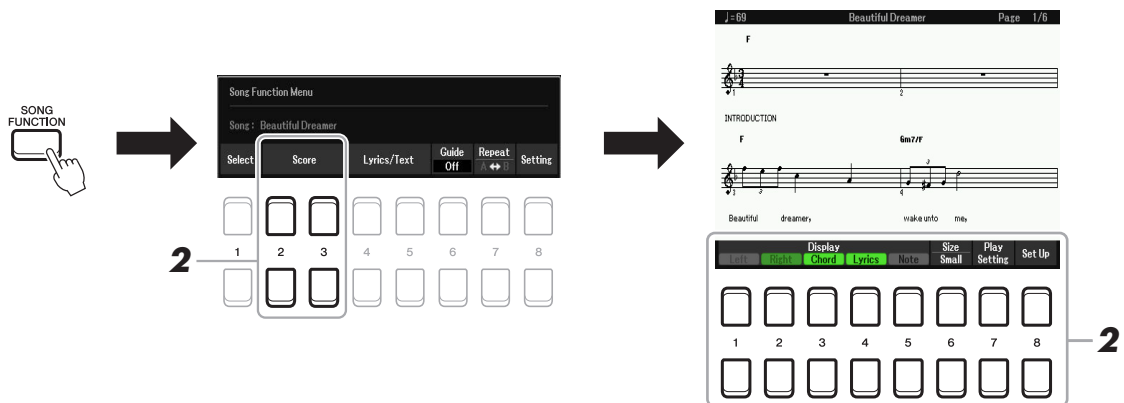 SONG
FUNCTION
Song Function Menu
Song : Beautiful Dreamer
Select Score Lyrics/Text Guide Off Repeat A ↔ B Setting
1 2 3 4 5 6 7 8
2
♩=69 Beautiful Dreamer Page 1/6
F
3
4
1 2
INTRODUCTION
F Gm7/F
3 3
3 4
Beautiful dreamer, wake unto me,
Display Size Play
Left Right Chord Lyrics Note Small Setting Set Up
1 2 3 4 5 6 7 8
2